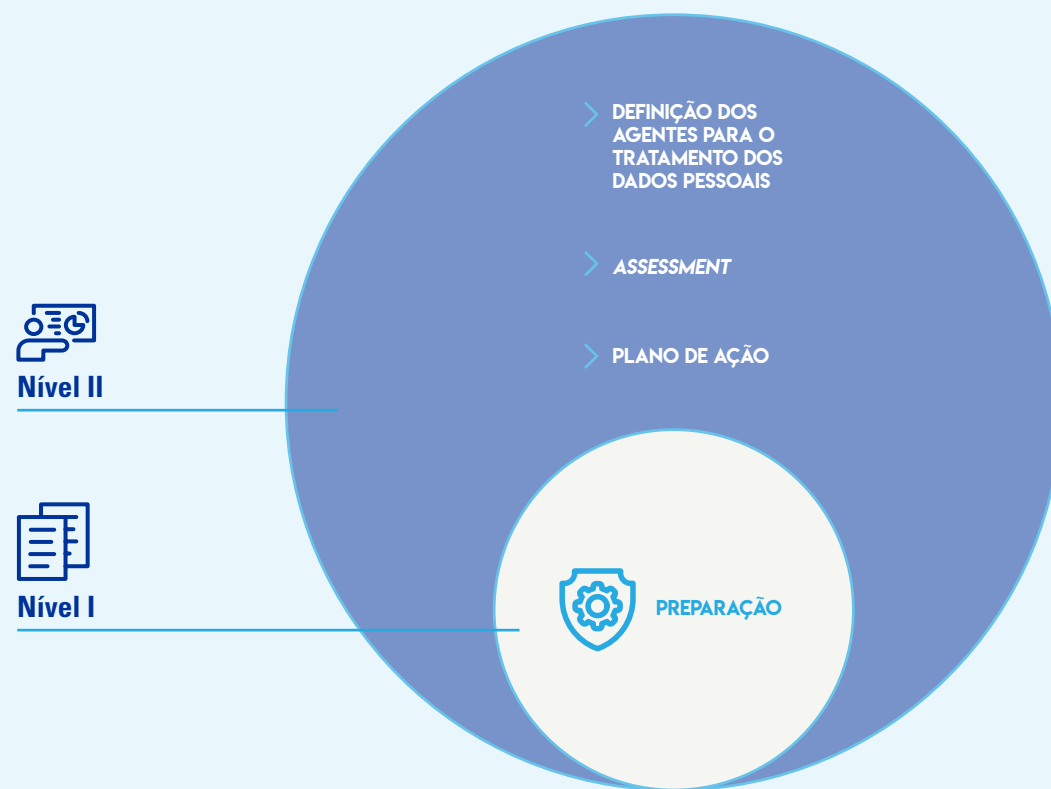 DEFINIÇÃO DOS
AGENTES PARA O
TRATAMENTO DOS
DADOS PESSOAIS
ASSESSMENT
PLANO DE AÇÃO
Nível II
Nível I
PREPARAÇÃO